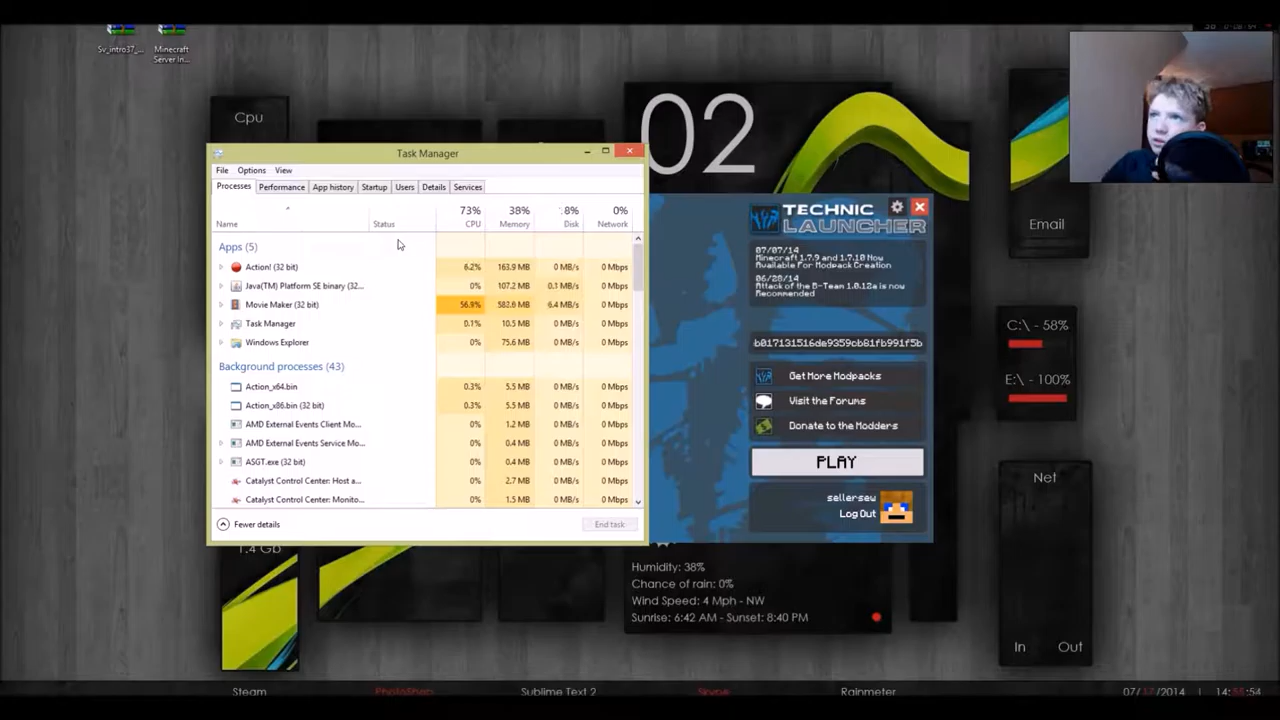 Sv_intro37_...
Minecraft
Server In...
Cpu
02
Task Manager
File Options View
Processes Performance App history Startup Users Details Services
73% 38% 8% 0%
Name Status CPU Memory Disk Network
Apps (5)
Action! (32 bit) 6.2% 163.9 MB 0 MB/s 0 Mbps
Java(TM) Platform SE binary (32... 0% 107.2 MB 0.1 MB/s 0 Mbps
Movie Maker (32 bit) 56.9% 582.0 MB 6.4 MB/s 0 Mbps
Task Manager 0.1% 10.5 MB 0 MB/s 0 Mbps
Windows Explorer 0% 75.6 MB 0 MB/s 0 Mbps
Background processes (43)
Action_x64.bin 0.3% 5.5 MB 0 MB/s 0 Mbps
Action_x86.bin (32 bit) 0.3% 5.5 MB 0 MB/s 0 Mbps
AMD External Events Client Mo... 0% 1.2 MB 0 MB/s 0 Mbps
AMD External Events Service Mo... 0% 0.4 MB 0 MB/s 0 Mbps
ASGT.exe (32 bit) 0% 0.4 MB 0 MB/s 0 Mbps
Catalyst Control Center: Host a... 0% 2.7 MB 0 MB/s 0 Mbps
Catalyst Control Center: Monito... 0% 1.5 MB 0 MB/s 0 Mbps
Fewer details End task
TECHNIC
LAUNCHER
07/07/14
Minecraft 1.7.9 and 1.7.10 Now
Available For Modpack Creation
06/28/14
Attack of the B-Team 1.0.12a is now
Recommended
b017131516de9359cb81fb991f5b
Get More Modpacks
Visit the Forums
Donate to the Modders
PLAY
sellersew
Log Out
Email
C:\ - 58%
E:\ - 100%
Net
In Out
1.4 Gb
Humidity: 38%
Chance of rain: 0%
Wind Speed: 4 Mph - NW
Sunrise: 6:42 AM - Sunset: 8:40 PM
Steam PhotoShop Sublime Text 2 Skype Rainmeter 07/17/2014 | 14:55:54